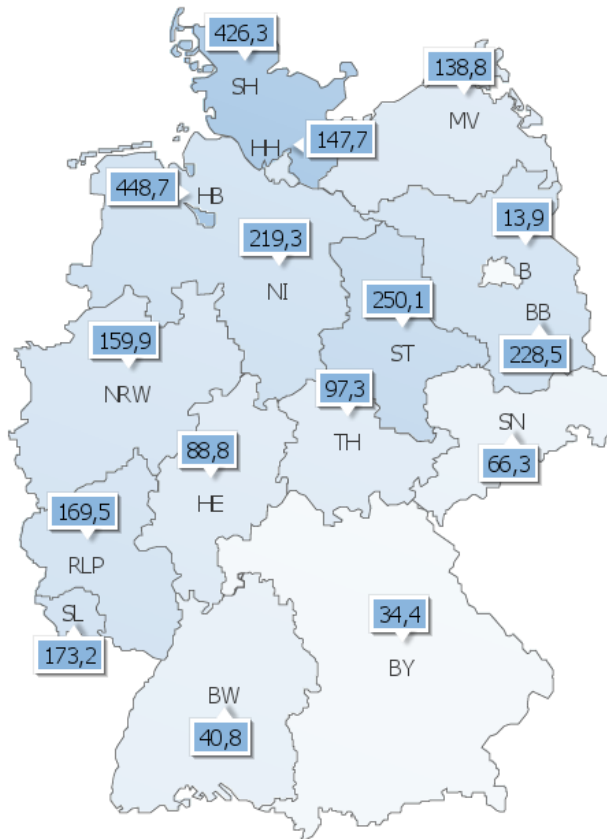 426,3
SH
138,8
MV
HH
147,7
448,7
HB
219,3
NI
13,9
B
250,1
ST
BB
228,5
159,9
NRW
97,3
TH
SN
66,3
88,8
HE
169,5
RLP
SL
173,2
34,4
BY
BW
40,8